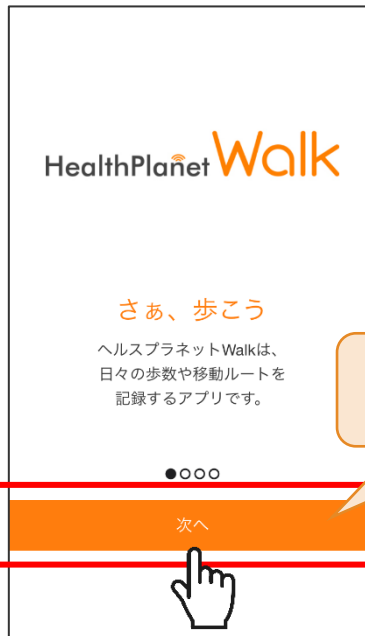 HealthPlanet Walk
さぁ、歩こう
ヘルスプラネットWalkは、
日々の歩数や移動ルートを
記録するアプリです。
次へ